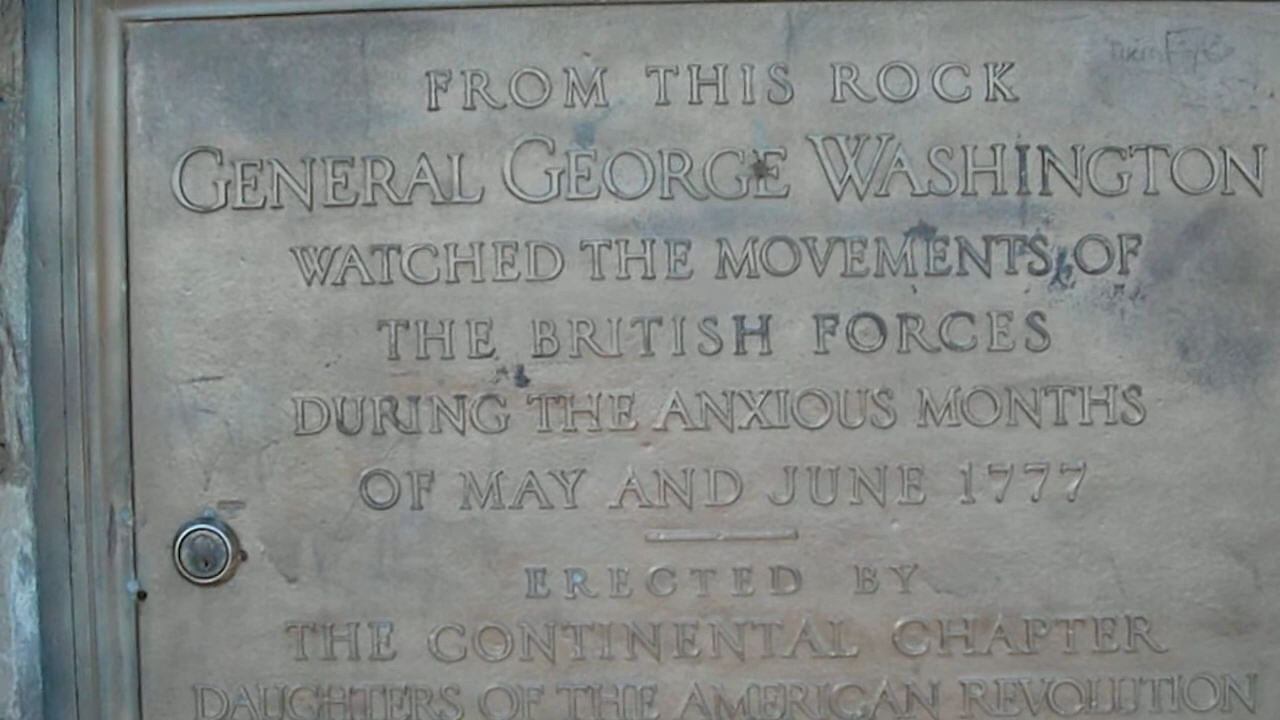 FROM THIS ROCK
GENERAL GEORGE WASHINGTON
WATCHED THE MOVEMENTS OF
THE BRITISH FORCES
DURING THE ANXIOUS MONTHS
OF MAY AND JUNE 1777
ERECTED BY
THE CONTINENTAL CHAPTER
DAUGHTERS OF THE AMERICAN REVOLUTION